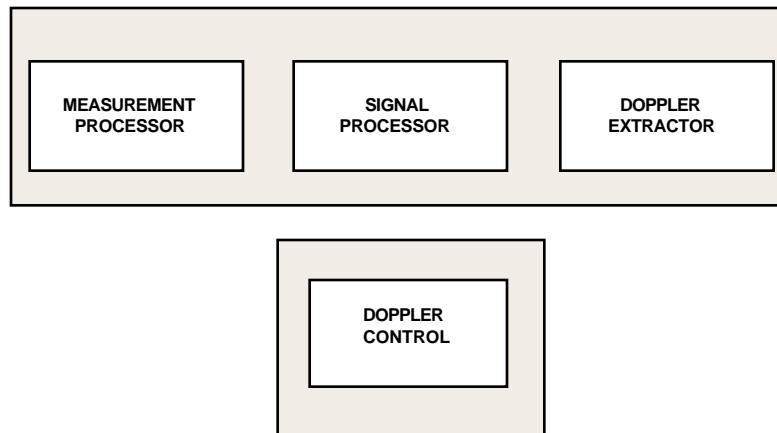 MEASUREMENT
PROCESSOR
SIGNAL
PROCESSOR
DOPPLER
EXTRACTOR
DOPPLER
CONTROL